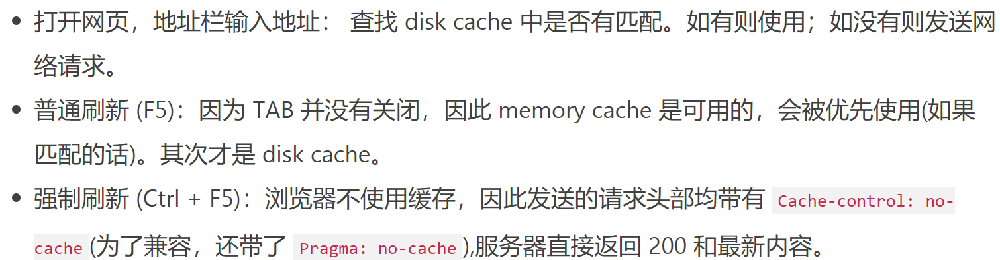 • 打开网页，地址栏输入地址： 查找 disk cache 中是否有匹配。如有则使用；如没有则发送网
络请求。
• 普通刷新 (F5)：因为 TAB 并没有关闭，因此 memory cache 是可用的，会被优先使用(如果
匹配的话)。其次才是 disk cache。
• 强制刷新 (Ctrl + F5)：浏览器不使用缓存，因此发送的请求头部均带有 Cache-control: no-
cache(为了兼容，还带了 Pragma: no-cache),服务器直接返回 200 和最新内容。